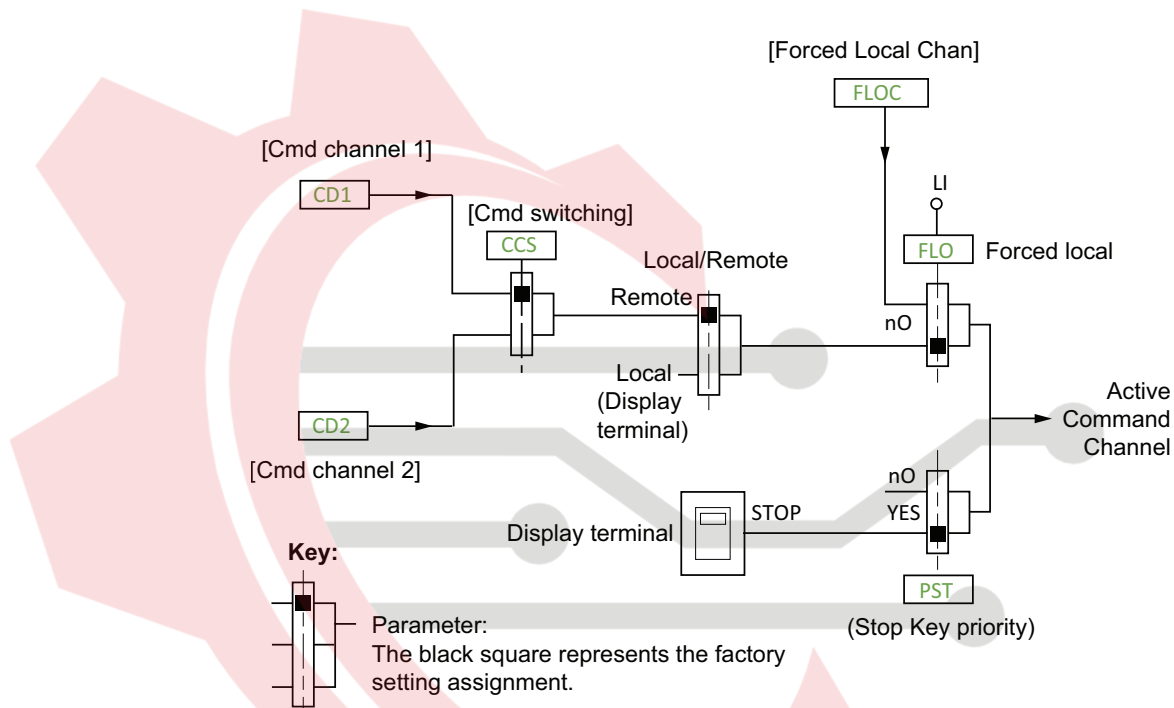 [Forced Local Chan]
FLOC
[Cmd channel 1]
CD1
[Cmd switching]
CCS
LI
FLO
Forced local
Local/Remote
Remote
nO
Local
(Display
terminal)
CD2
[Cmd channel 2]
Active
Command
Channel
nO
Display terminal
STOP
YES
PST
(Stop Key priority)
Key:
Parameter:
The black square represents the factory
setting assignment.